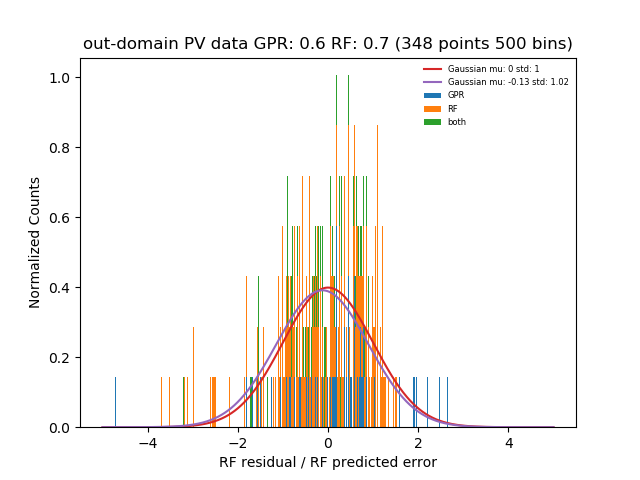 out-domain PV data GPR: 0.6 RF: 0.7 (348 points 500 bins)
Gaussian mu: 0 std: 1
Gaussian mu: -0.13 std: 1.02
GPR
RF
both
Normalized Counts
1.0
0.8
0.6
0.4
0.2
0.0
−4 −2 0 2 4
RF residual / RF predicted error